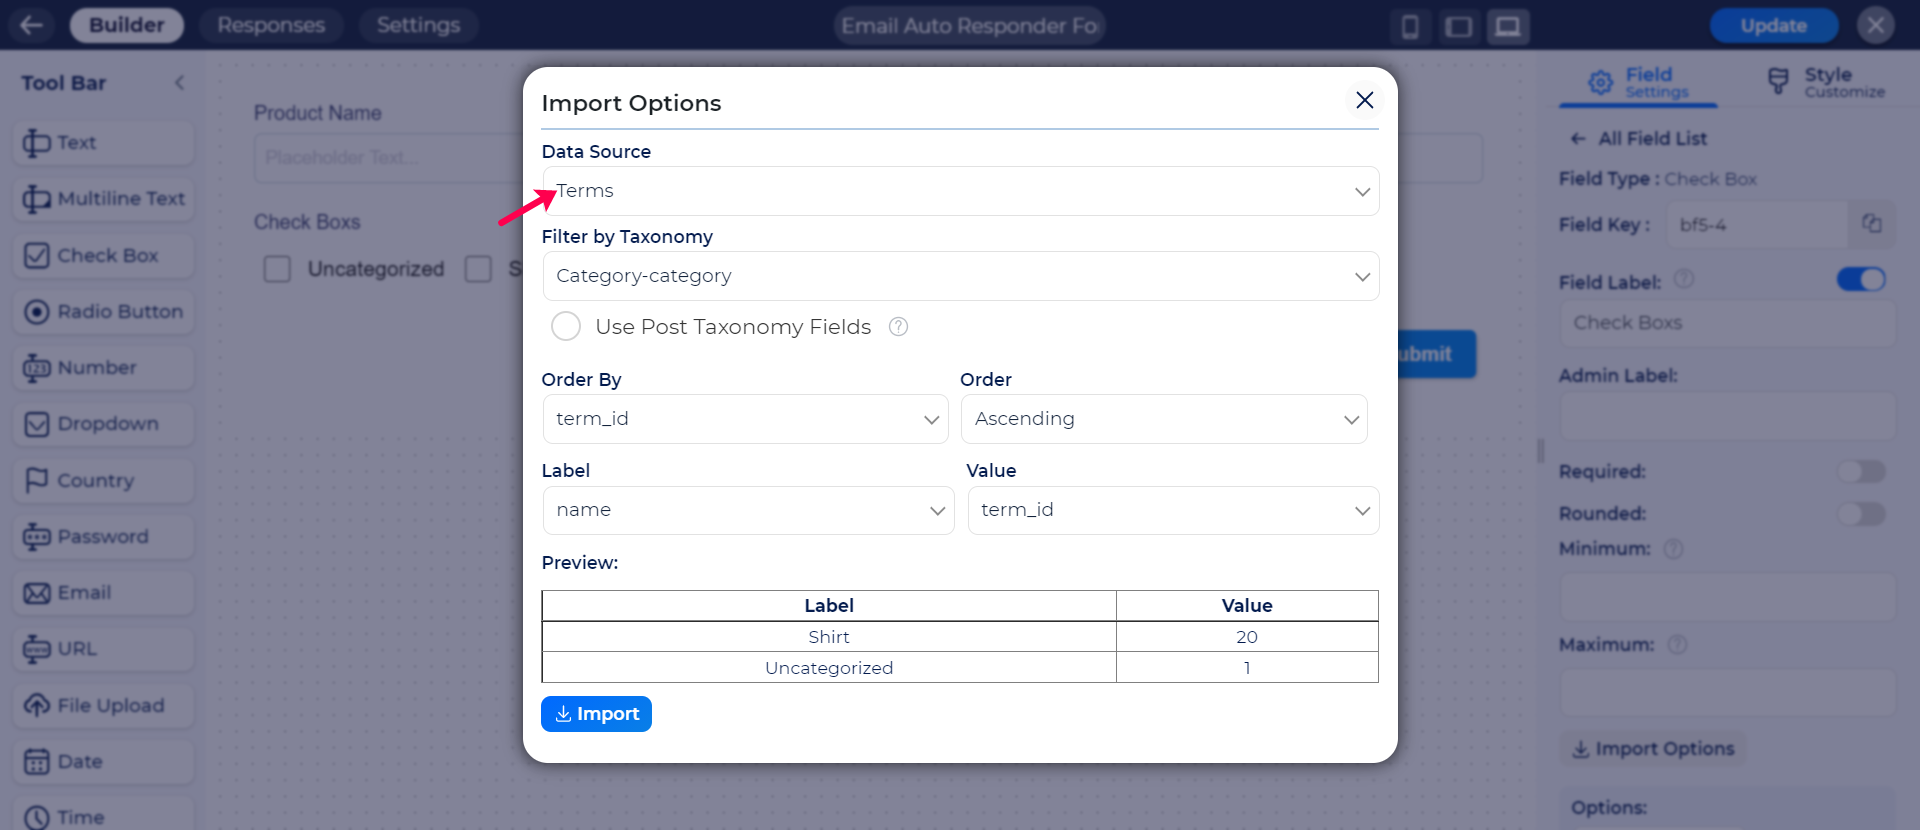 Builder
Responses
Settings
Email Auto Responder Fo
Update
Tool Bar
Text
Multiline Text
Check Box
Radio Button
Number
Dropdown
Country
Password
Email
URL
File Upload
Date
Time
Product Name
Placeholder Text...
Check Boxs
Uncategorized S
ubmit
Import Options
Data Source
Terms
Filter by Taxonomy
Category-category
Use Post Taxonomy Fields ?
Order By Order
term_id Ascending
Label Value
name term_id
Preview:
Label Value
Shirt 20
Uncategorized 1
Import
Field
Settings
Style
Customize
All Field List
Field Type : Check Box
Field Key : bf5-4
Field Label: ?
Check Boxs
Admin Label:
Required:
Rounded:
Minimum: ?
Maximum: ?
Import Options
Options: